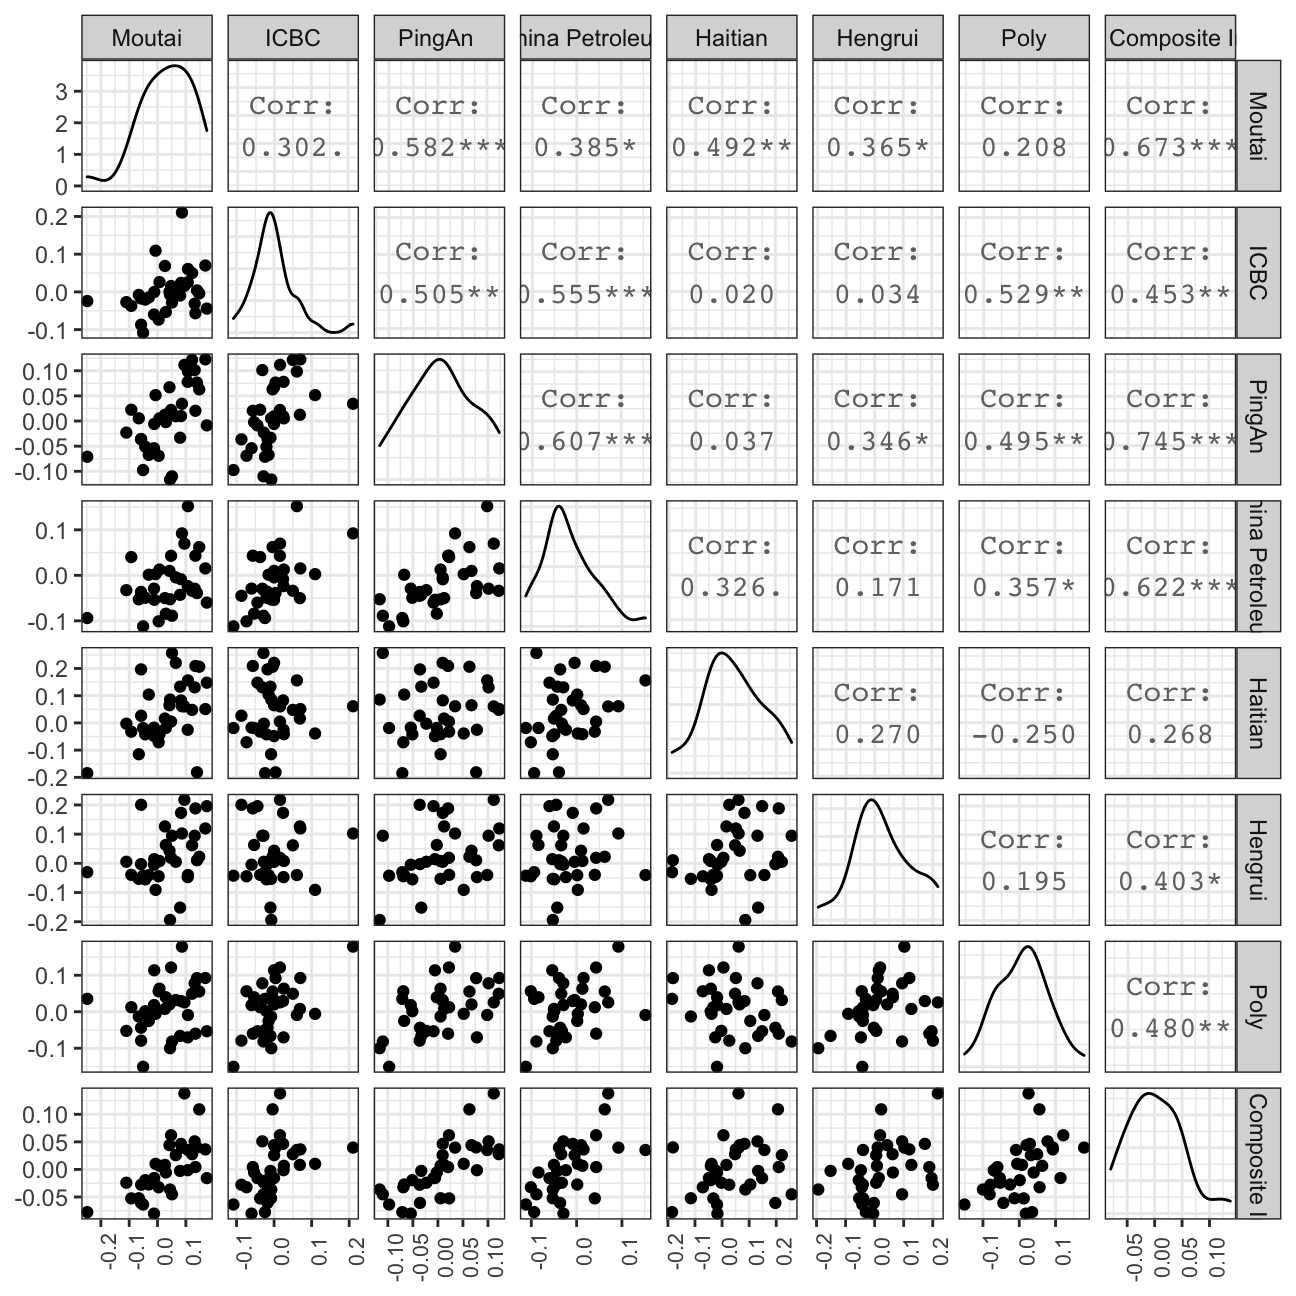 Moutai ICBC PingAn hina Petroleu Haitian Hengrui Poly Composite I
3 Corr: Corr: Corr: Corr: Corr: Corr: Corr: Moutai
2
1 0.302. 0.582*** 0.385* 0.492** 0.365* 0.208 0.673***
0
0.2 Corr: Corr: Corr: Corr: Corr: Corr: ICBC
0.1
0.0 0.505** 0.555*** 0.020 0.034 0.529** 0.453**
-0.1
0.10 Corr: Corr: Corr: Corr: Corr: PingAn
0.05
0.00 0.607*** 0.037 0.346* 0.495** 0.745***
-0.05
-0.10
0.1 Corr: Corr: Corr: Corr: hina Petroleu
0.0 0.326. 0.171 0.357* 0.622***
-0.1
0.2 Corr: Corr: Corr: Haitian
0.1
0.0 0.270 -0.250 0.268
-0.1
-0.2
0.2 Corr: Corr: Hengrui
0.1
0.0 0.195 0.403*
-0.1
-0.2
0.1 Corr: Poly
0.0 0.480**
-0.1
0.10 Composite I
0.05
0.00
-0.05
-0.2 0.0 0.1 -0.1 0.0 0.1 0.2 -0.10 -0.05 0.00 0.05 0.10 -0.1 0.0 0.1 -0.2 -0.1 0.0 0.1 0.2 -0.2 -0.1 0.0 0.1 0.2 -0.1 0.0 0.1 -0.05 0.00 0.05 0.10